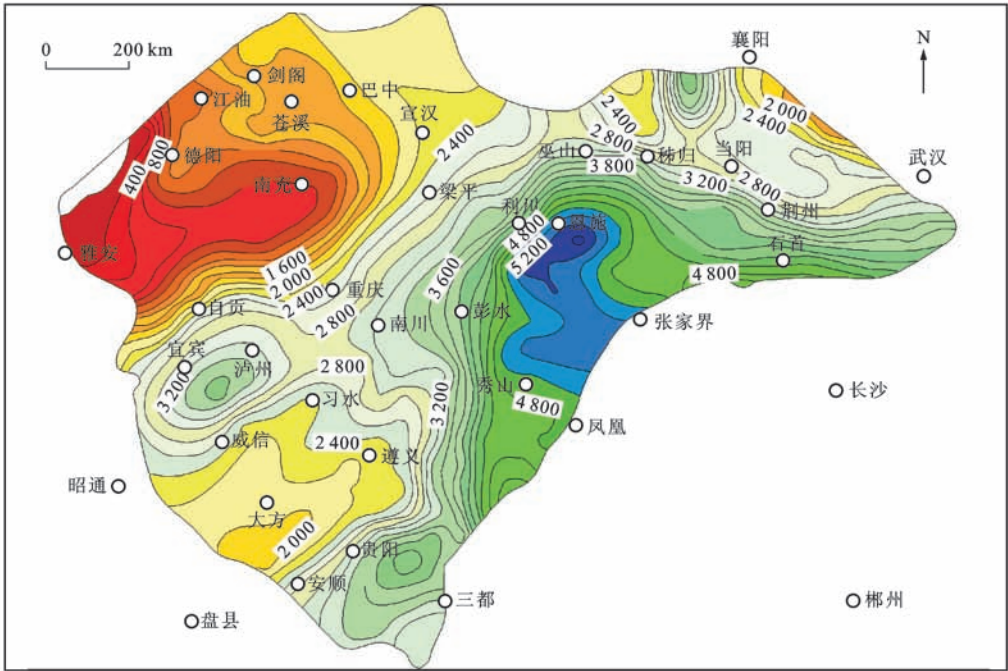 襄阳
N
0 200 km
剑阁
巴中
江油
苍溪
宣汉
2 400
2 000
2 400
2 400
2 800
3 800
巫山
秭归
当阳
武汉
德阳
400
800
3 200
2 800
南充
梁平
荆州
利川
恩施
4 800
5 200
石首
雅安
4 800
1 600
2 000
2 400
2 800
3 600
重庆
自贡
南川
彭水
张家界
宜宾
泸州
3 200
2 800
秀山
4 800
长沙
习水
3 200
凤凰
威信
2 400
遵义
昭通
大方
2 000
贵阳
安顺
三都
郴州
盘县